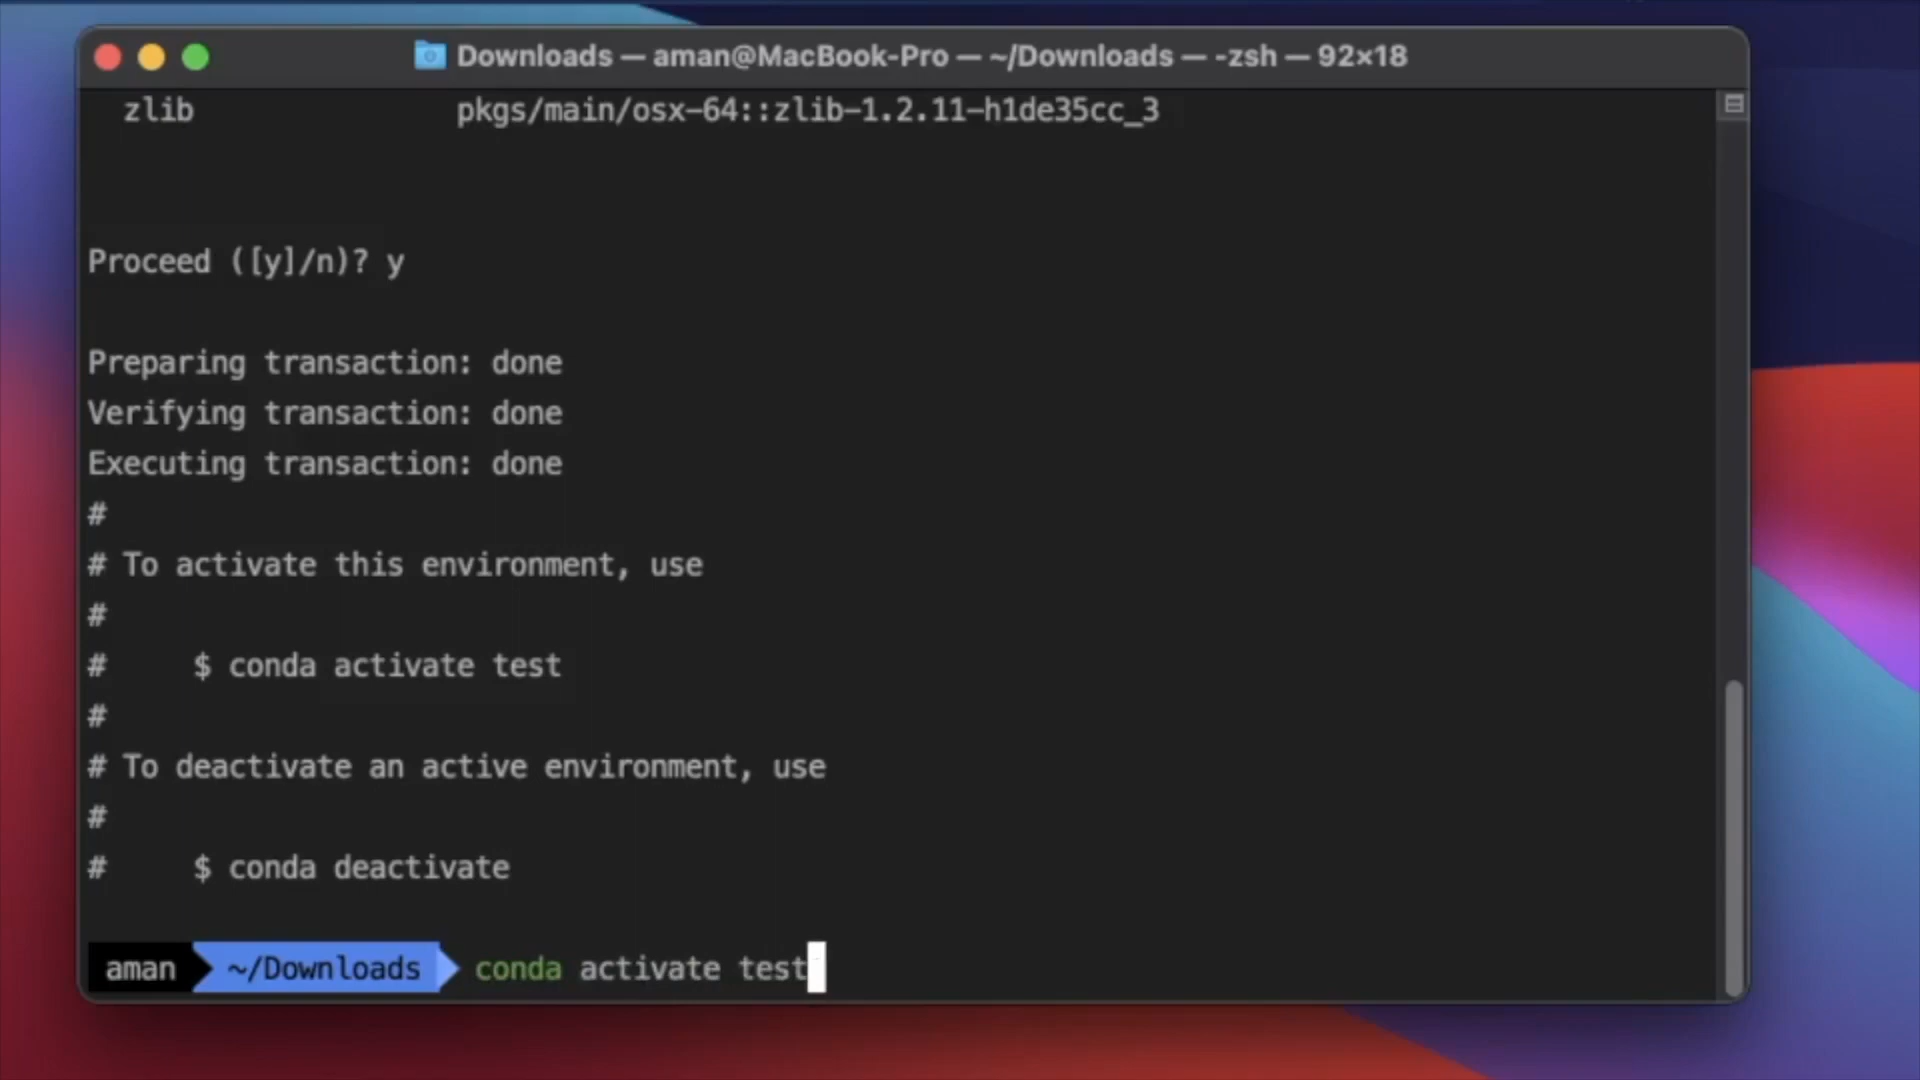 Downloads — aman@MacBook-Pro — ~/Downloads — -zsh — 92×18
zlib pkgs/main/osx-64::zlib-1.2.11-h1de35cc_3
Proceed ([y]/n)? y
Preparing transaction: done
Verifying transaction: done
Executing transaction: done
#
# To activate this environment, use
#
# $ conda activate test
#
# To deactivate an active environment, use
#
# $ conda deactivate
aman ~/Downloads conda activate test